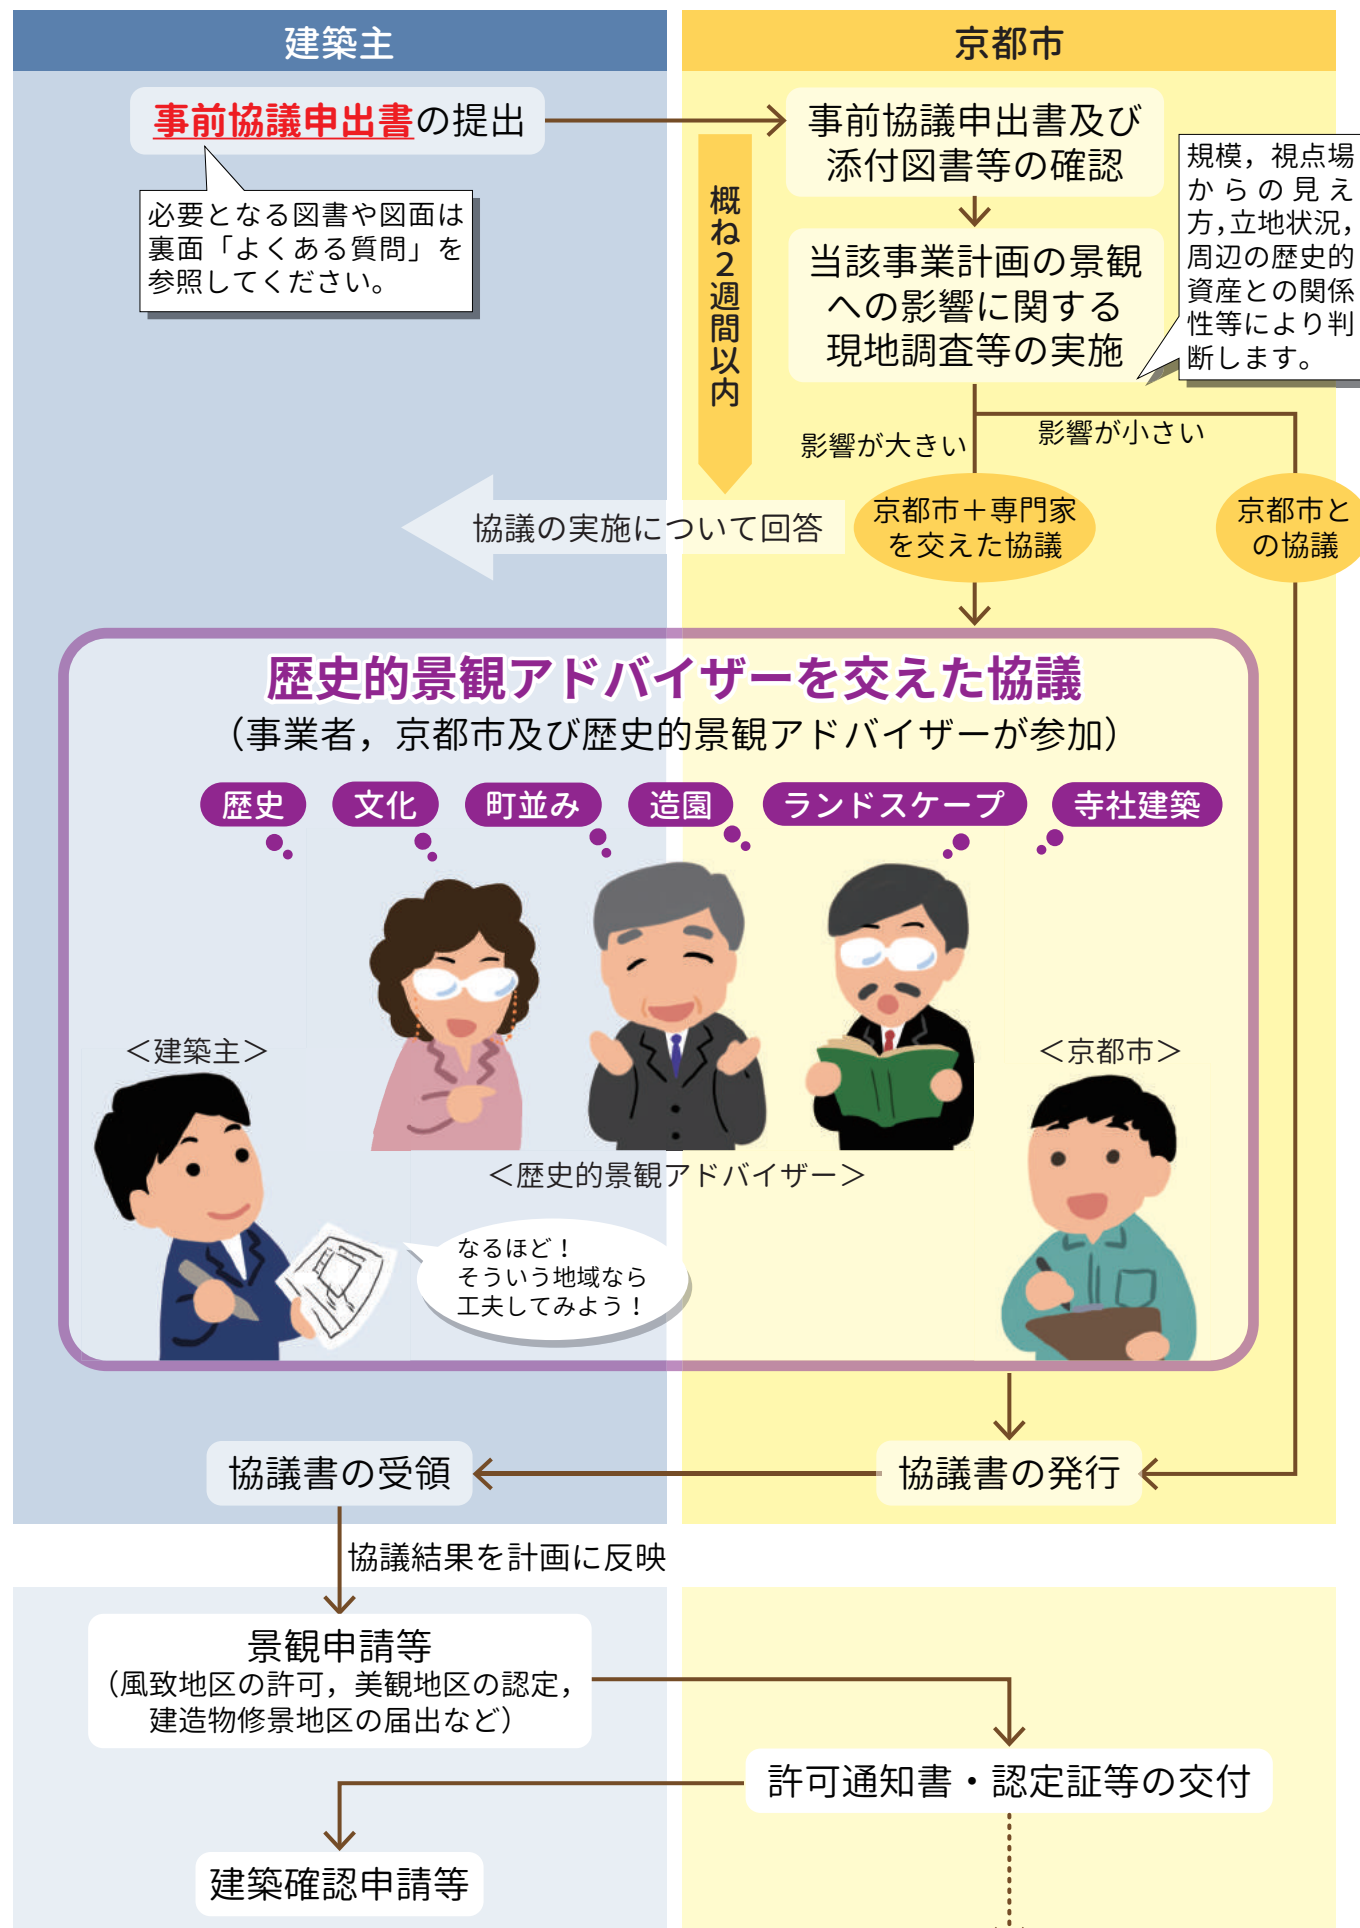 建築主
京都市
事前協議申出書の提出
必要となる図書や図面は
裏面「よくある質問」を
参照してください。
事前協議申出書及び
添付図書等の確認
概ね2週間以内
当該事業計画の景観
への影響に関する
現地調査等の実施
規模，視点場
からの見え
方，立地状況，
周辺の歴史的
資産との関係
性等により判
断します。
影響が大きい
影響が小さい
協議の実施について回答
京都市＋専門家
を交えた協議
京都市と
の協議
歴史的景観アドバイザーを交えた協議
（事業者，京都市及び歴史的景観アドバイザーが参加）
歴史
文化
町並み
造園
ランドスケープ
寺社建築
＜建築主＞
＜京都市＞
＜歴史的景観アドバイザー＞
なるほど！
そういう地域なら
工夫してみよう！
協議書の受領
協議書の発行
協議結果を計画に反映
景観申請等
（風致地区の許可，美観地区の認定，
建造物修景地区の届出など）
許可通知書・認定証等の交付
建築確認申請等